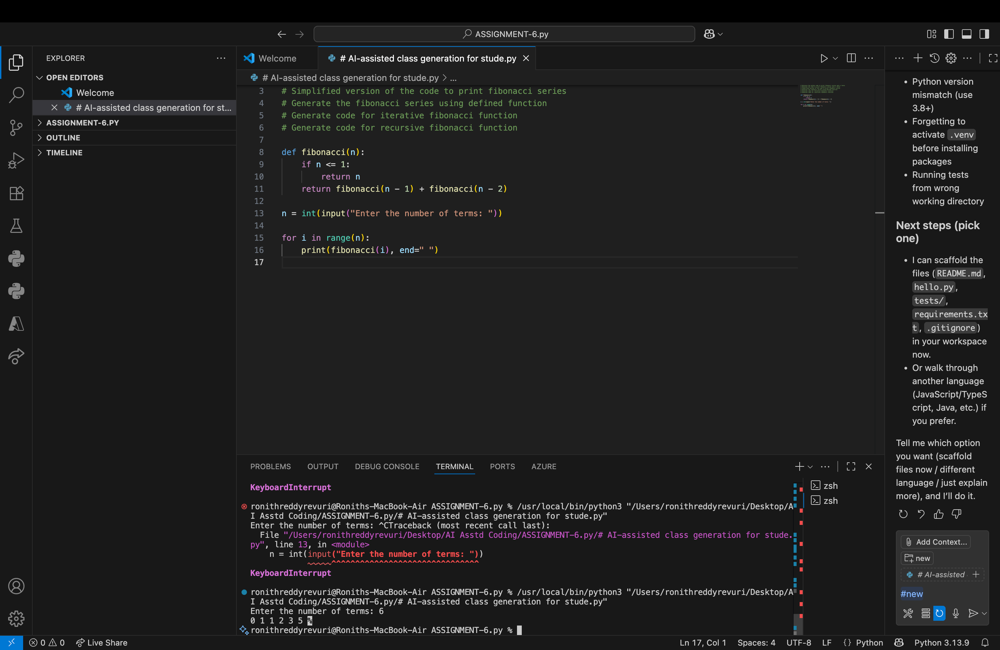 ASSIGNMENT-6.py
EXPLORER
OPEN EDITORS
Welcome
# AI-assisted class generation for st...
ASSIGNMENT-6.PY
OUTLINE
TIMELINE
Welcome
# AI-assisted class generation for stude.py
# AI-assisted class generation for stude.py > ...
3 # Simplified version of the code to print fibonacci series
4 # Generate the fibonacci series using defined function
5 # Generate code for iterative fibonacci function
6 # Generate code for recursive fibonacci function
7
8 def fibonacci(n):
9     if n <= 1:
10         return n
11     return fibonacci(n - 1) + fibonacci(n - 2)
12
13 n = int(input("Enter the number of terms: "))
14
15 for i in range(n):
16     print(fibonacci(i), end=" ")
17
PROBLEMS OUTPUT DEBUG CONSOLE TERMINAL PORTS AZURE
KeyboardInterrupt
ronithreddyrevuri@Roniths-MacBook-Air ASSIGNMENT-6.py % /usr/local/bin/python3 "/Users/ronithreddyrevuri/Desktop/A
I Asstd Coding/ASSIGNMENT-6.py/# AI-assisted class generation for stude.py"
Enter the number of terms: ^CTraceback (most recent call last):
  File "/Users/ronithreddyrevuri/Desktop/AI Asstd Coding/ASSIGNMENT-6.py/# AI-assisted class generation for stude.
py", line 13, in <module>
    n = int(input("Enter the number of terms: "))
            ~~~~~^^^^^^^^^^^^^^^^^^^^^^^^^^^^^^^
KeyboardInterrupt
ronithreddyrevuri@Roniths-MacBook-Air ASSIGNMENT-6.py % /usr/local/bin/python3 "/Users/ronithreddyrevuri/Desktop/A
I Asstd Coding/ASSIGNMENT-6.py/# AI-assisted class generation for stude.py"
Enter the number of terms: 6
0 1 1 2 3 5 %
ronithreddyrevuri@Roniths-MacBook-Air ASSIGNMENT-6.py %
zsh
zsh
• Python version
mismatch (use
3.8+)
• Forgetting to
activate .venv
before installing
packages
• Running tests
from wrong
working directory
Next steps (pick
one)
• I can scaffold the
files (README.md,
hello.py,
tests/,
requirements.tx
t, .gitignore)
in your workspace
now.
• Or walk through
another language
(JavaScript/TypeS
cript, Java, etc.) if
you prefer.
Tell me which option
you want (scaffold
files now / different
language / just explain
more), and I'll do it.
Add Context...
new
# AI-assisted
#new
0 0 Live Share
Ln 17, Col 1 Spaces: 4 UTF-8 LF {} Python Python 3.13.9